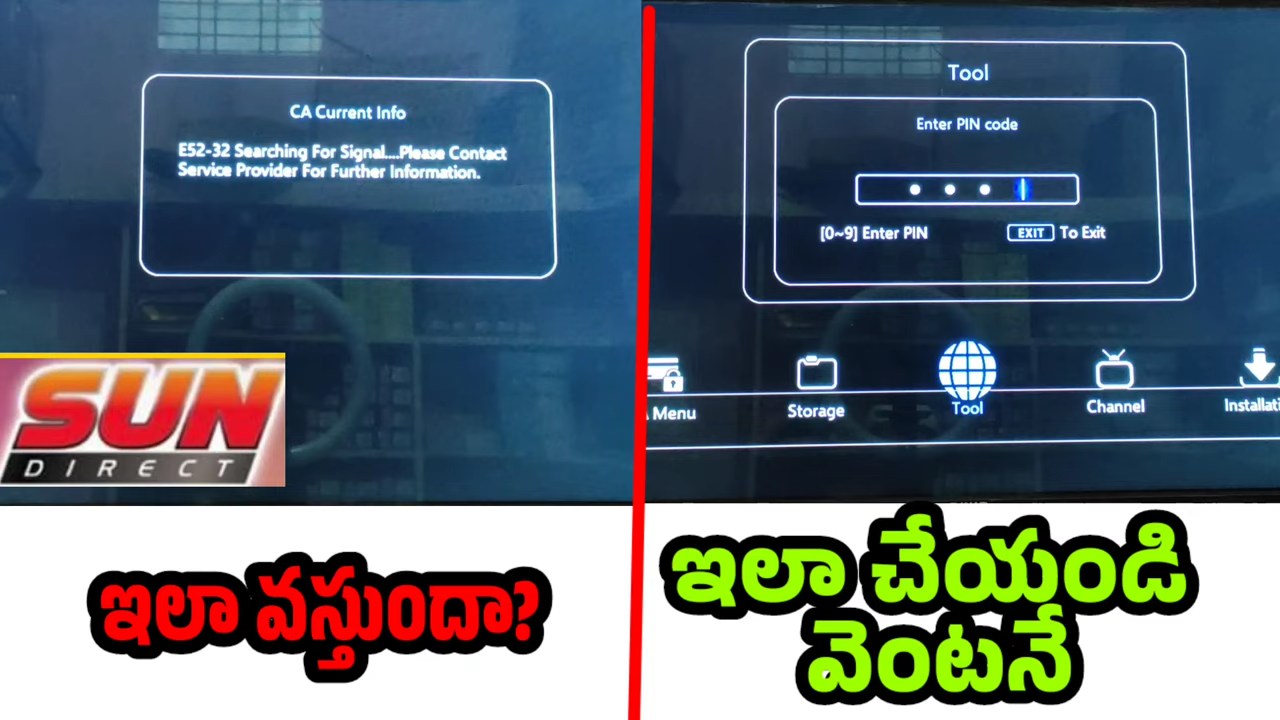 CA Current Info
E52-32 Searching For Signal....Please Contact
Service Provider For Further Information.
SUN
DIRECT
ఇలా వస్తుందా?
Tool
Enter PIN code
[0~9] Enter PIN
EXIT To Exit
Menu
Storage
Tool
Channel
Installati
ఇలా చేయండి
వెంటనే